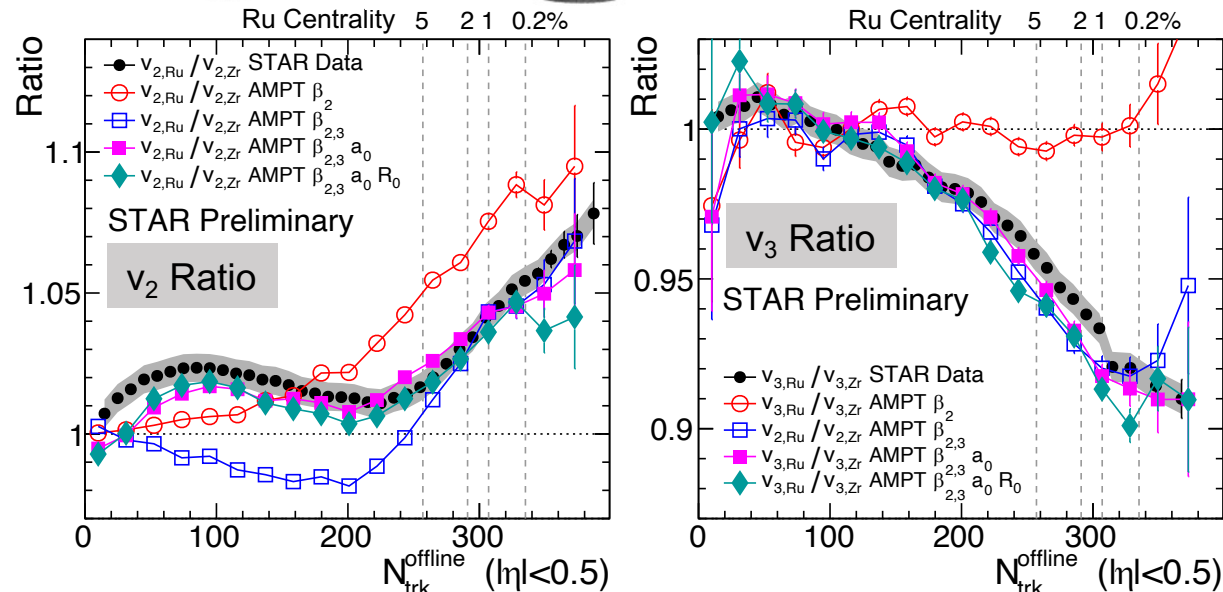 Ru Centrality 5 2 1 0.2%
Ratio
1.1
1.05
1
v2,Ru / v2,Zr STAR Data
v2,Ru / v2,Zr AMPT β2
v2,Ru / v2,Zr AMPT β2,3
v2,Ru / v2,Zr AMPT β2,3 a0
v2,Ru / v2,Zr AMPT β2,3 a0 R0
STAR Preliminary
v2 Ratio
0 100 200 300
N offline trk (|η|<0.5)
Ru Centrality 5 2 1 0.2%
Ratio
1
0.95
0.9
v3 Ratio
STAR Preliminary
v3,Ru / v3,Zr STAR Data
v3,Ru / v3,Zr AMPT β2
v2,Ru / v2,Zr AMPT β2,3
v3,Ru / v3,Zr AMPT β2,3 a0
v3,Ru / v3,Zr AMPT β2,3 a0 R0
0 100 200 300
N offline trk (|η|<0.5)